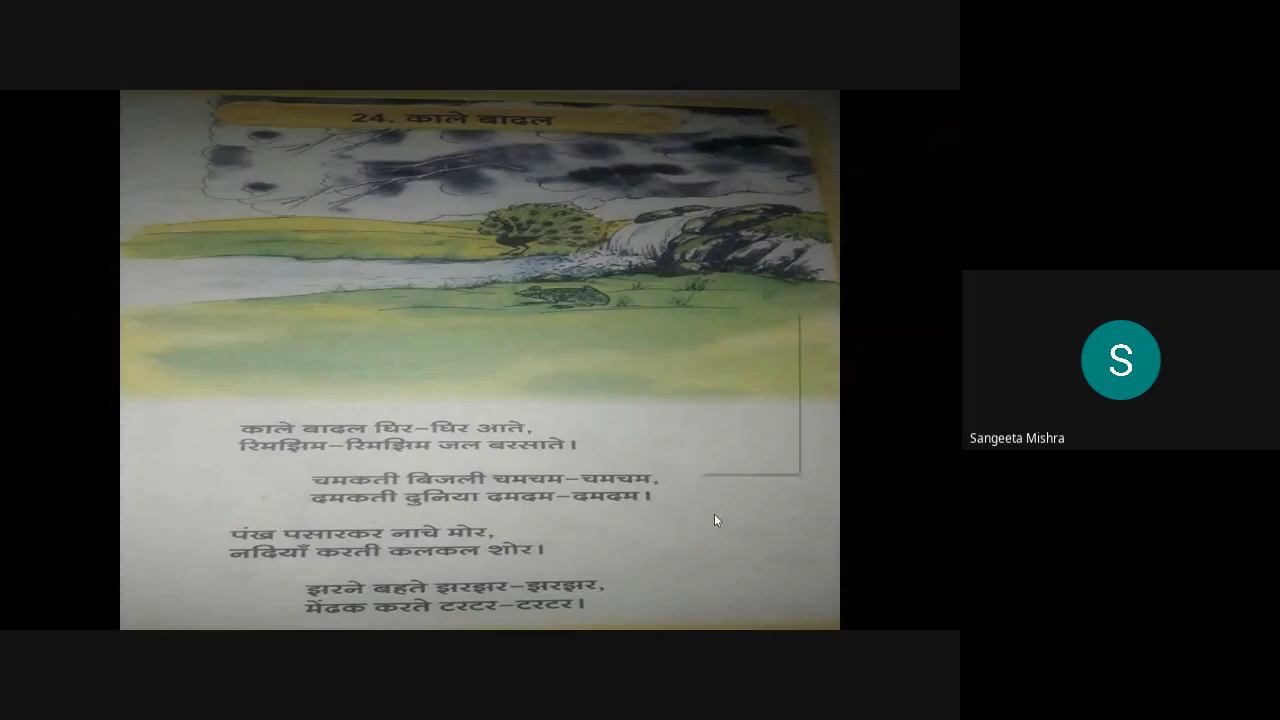 24. काले बादल
काले बादल घिर-घिर आते,
रिमझिम-रिमझिम जल बरसाते।
चमकती बिजली चमचम-चमचम,
दमकती दुनिया दमदम-दमदम।
पंख पसारकर नाचे मोर,
नदियाँ करती कलकल शोर।
झरने बहते झरझर-झरझर,
मेंढक करते टरटर-टरटर।
S
Sangeeta Mishra